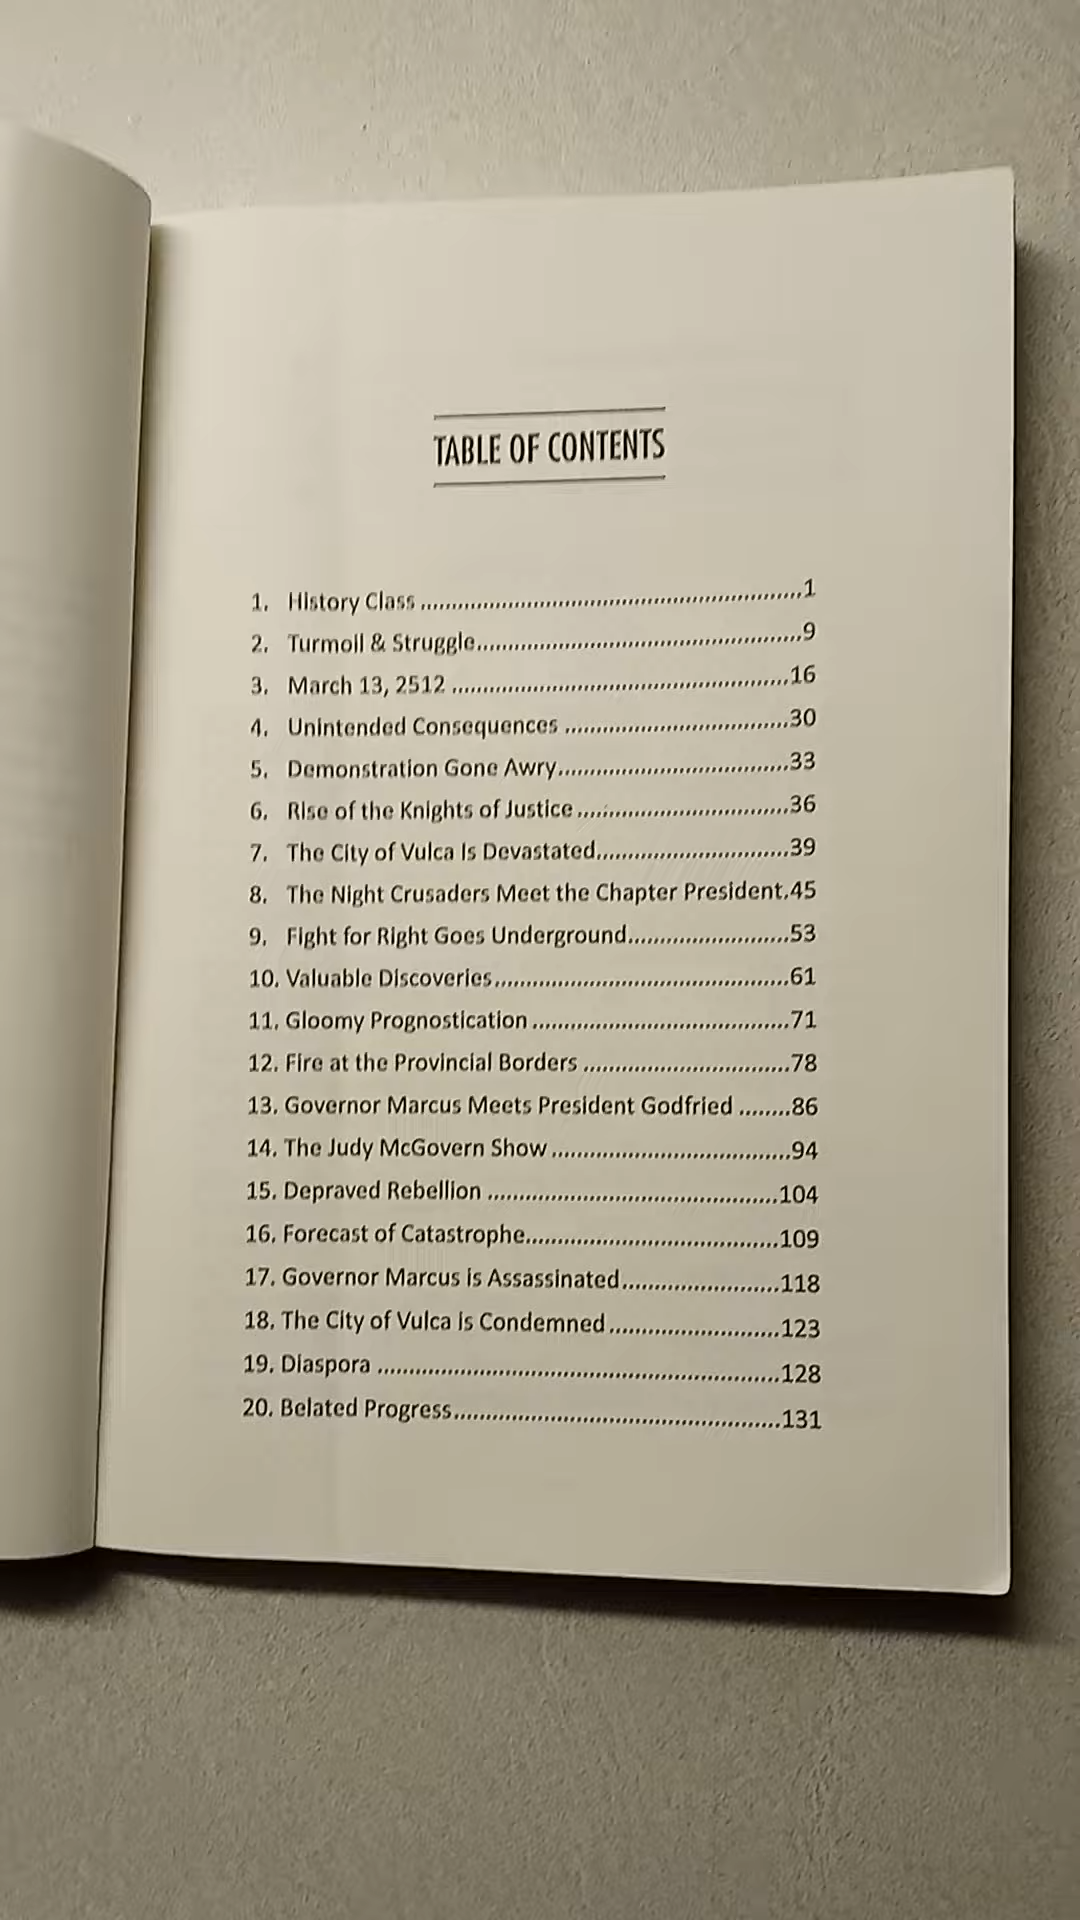 TABLE OF CONTENTS
1. History Class ........................................................1
2. Turmoil & Struggle................................................9
3. March 13, 2512 ..................................................16
4. Unintended Consequences .................................30
5. Demonstration Gone Awry..................................33
6. Rise of the Knights of Justice ...............................36
7. The City of Vulca Is Devastated............................39
8. The Night Crusaders Meet the Chapter President.45
9. Fight for Right Goes Underground........................53
10. Valuable Discoveries...........................................61
11. Gloomy Prognostication ......................................71
12. Fire at the Provincial Borders ..............................78
13. Governor Marcus Meets President Godfried ........86
14. The Judy McGovern Show ...................................94
15. Depraved Rebellion ...........................................104
16. Forecast of Catastrophe.....................................109
17. Governor Marcus is Assassinated.......................118
18. The City of Vulca is Condemned.........................123
19. Diaspora ...........................................................128
20. Belated Progress................................................131